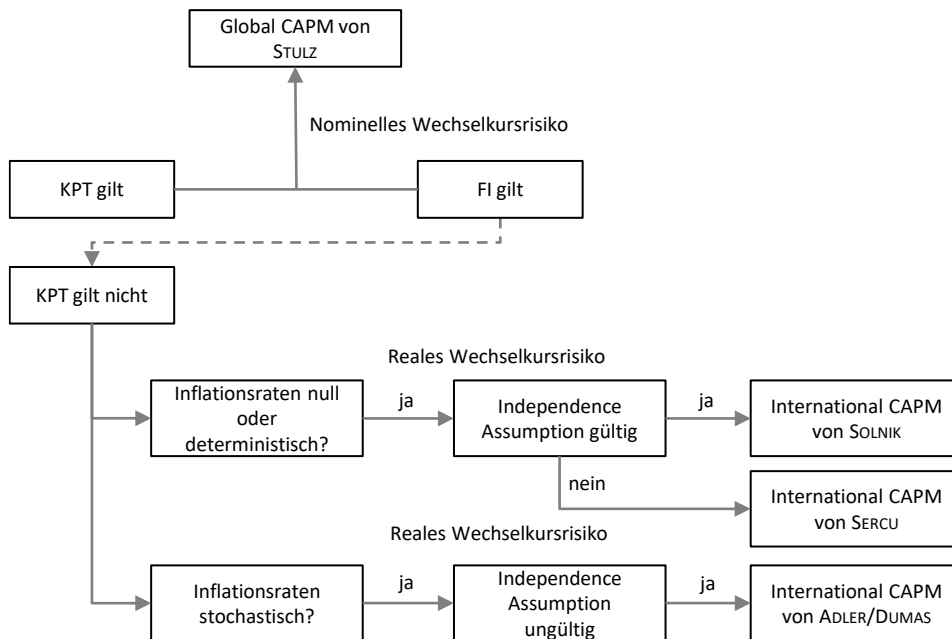 Global CAPM von
STULZ
Nominelles Wechselkursrisiko
KPT gilt
FI gilt
KPT gilt nicht
Reales Wechselkursrisiko
Inflationsraten null
oder
deterministisch?
ja
Independence
Assumption gültig
ja
International CAPM
von SOLNIK
nein
International CAPM
von SERCU
Reales Wechselkursrisiko
Inflationsraten
stochastisch?
ja
Independence
Assumption
ungültig
ja
International CAPM
von ADLER/DUMAS